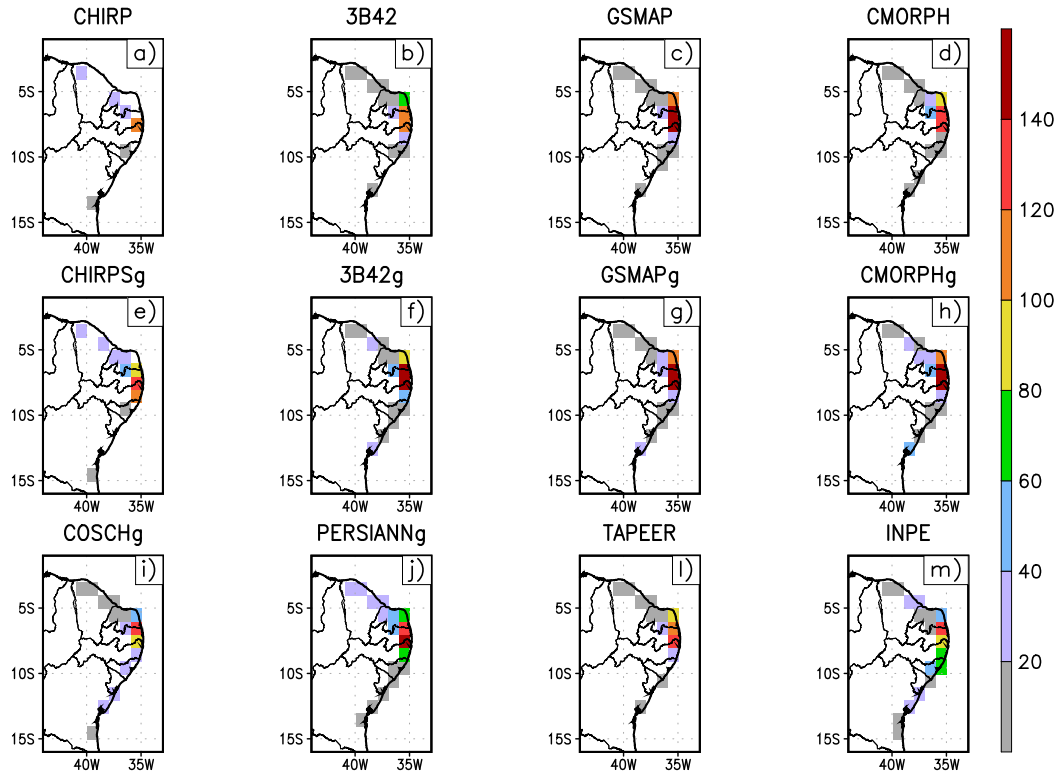 CHIRP 3B42 GSMAP CMORPH
a) b) c) d)
5S 5S 5S 5S
140
10S 10S 10S 10S
120
15S 15S 15S 15S
40W 35W 40W 35W 40W 35W 40W 35W
CHIRPSg 3B42g GSMAPg CMORPHg
100
e) f) g) h)
5S 5S 5S 5S
80
10S 10S 10S 10S
60
15S 15S 15S 15S
40W 35W 40W 35W 40W 35W 40W 35W
COSCHg PERSIANNg TAPEER INPE
i) j) l) m)
40
5S 5S 5S 5S
20
10S 10S 10S 10S
15S 15S 15S 15S
40W 35W 40W 35W 40W 35W 40W 35W